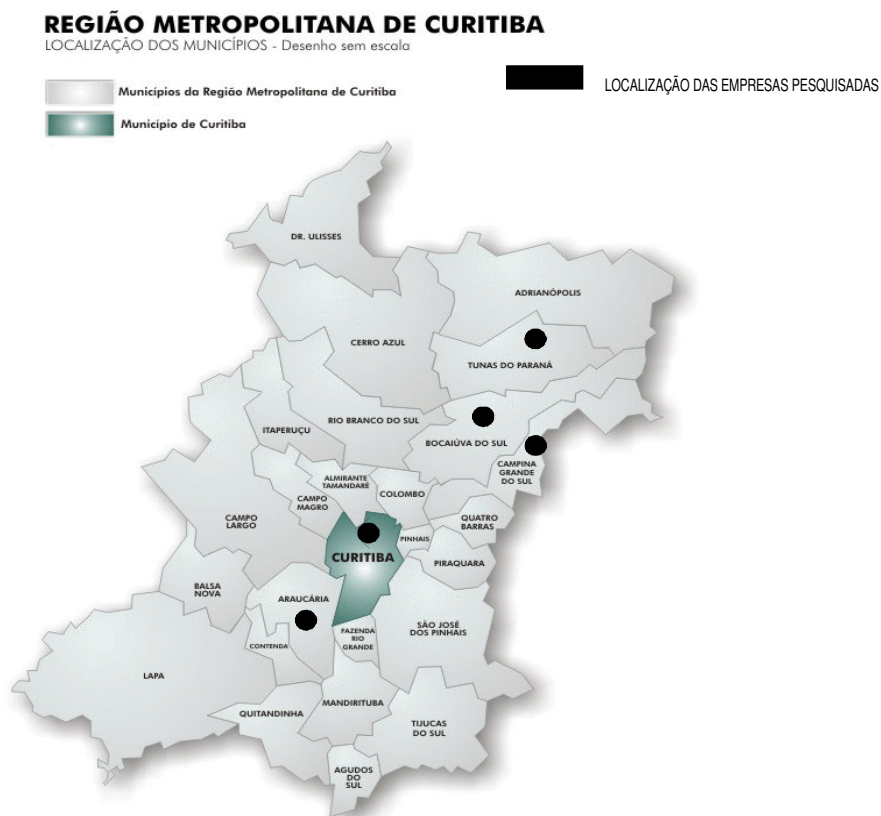 REGIÃO METROPOLITANA DE CURITIBA
LOCALIZAÇÃO DOS MUNICÍPIOS - Desenho sem escala
Municípios da Região Metropolitana de Curitiba
LOCALIZAÇÃO DAS EMPRESAS PESQUISADAS
Município de Curitiba
DR. ULISSES
ADRIANÓPOLIS
CERRO AZUL
TUNAS DO PARANÁ
RIO BRANCO DO SUL
ITAPERUÇU
BOCAIÚVA DO SUL
CAMPINA
GRANDE
DO SUL
ALMIRANTE
TAMANDARÉ
COLOMBO
CAMPO
MAGRO
CAMPO
LARGO
QUATRO
BARRAS
PINHAIS
CURITIBA
PIRAQUARA
BALSA
NOVA
ARAUCÁRIA
SÃO JOSÉ
DOS PINHAIS
FAZENDA
RIO
GRANDE
CONTENDA
LAPA
MANDIRITUBA
QUITANDINHA
TIJUCAS
DO SUL
AGUDOS
DO
SUL